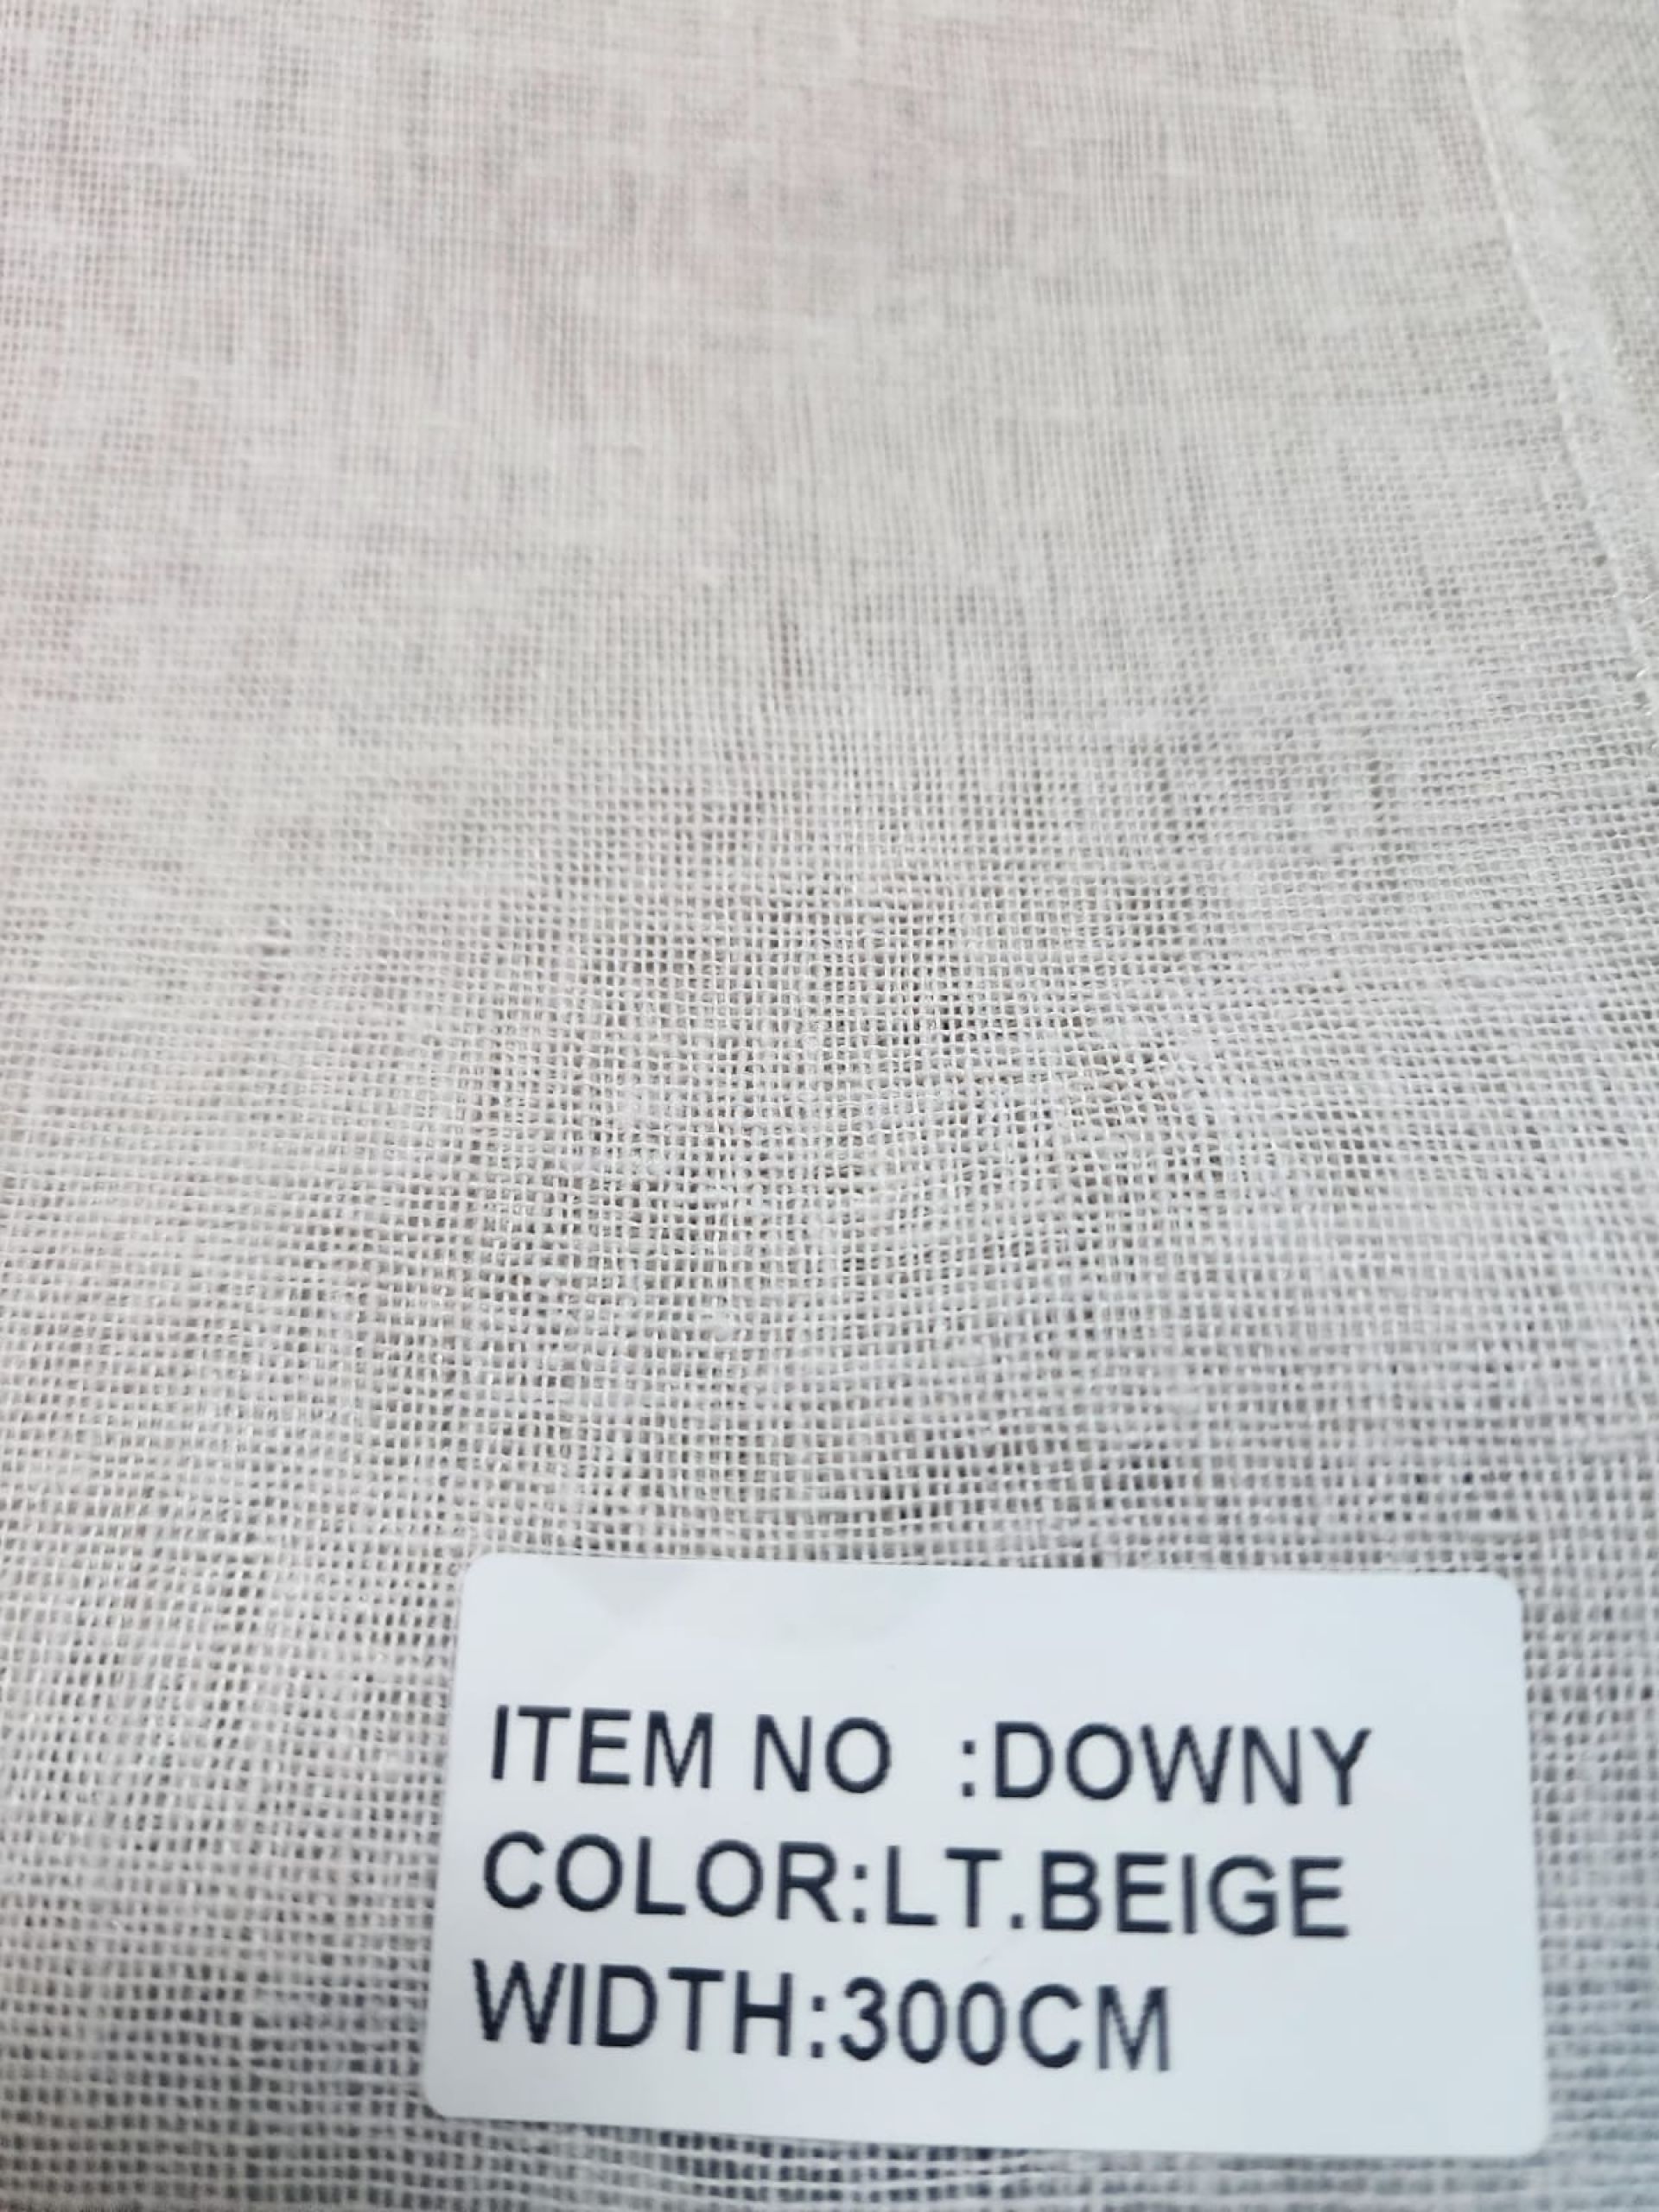 ITEM NO :DOWNY
COLOR:LT.BEIGE
WIDTH:300CM